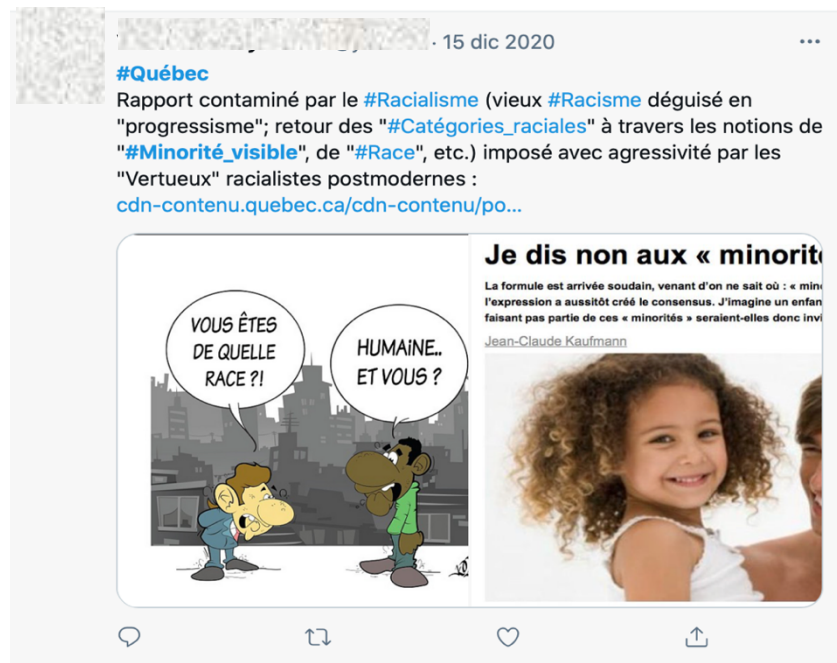 · 15 dic 2020
#Québec
Rapport contaminé par le #Racialisme (vieux #Racisme déguisé en
"progressisme"; retour des "#Catégories_raciales" à travers les notions de
"#Minorité_visible", de "#Race", etc.) imposé avec agressivité par les
"Vertueux" racialistes postmodernes :
cdn-contenu.quebec.ca/cdn-contenu/po...
VOUS ÊTES
DE QUELLE
RACE ?!
HUMAiNE..
ET VOUS ?
Je dis non aux « minorité
La formule est arrivée soudain, venant d'on ne sait où : « min
l'expression a aussitôt créé le consensus. J'imagine un enfan
faisant pas partie de ces « minorités » seraient-elles donc invi
Jean-Claude Kaufmann